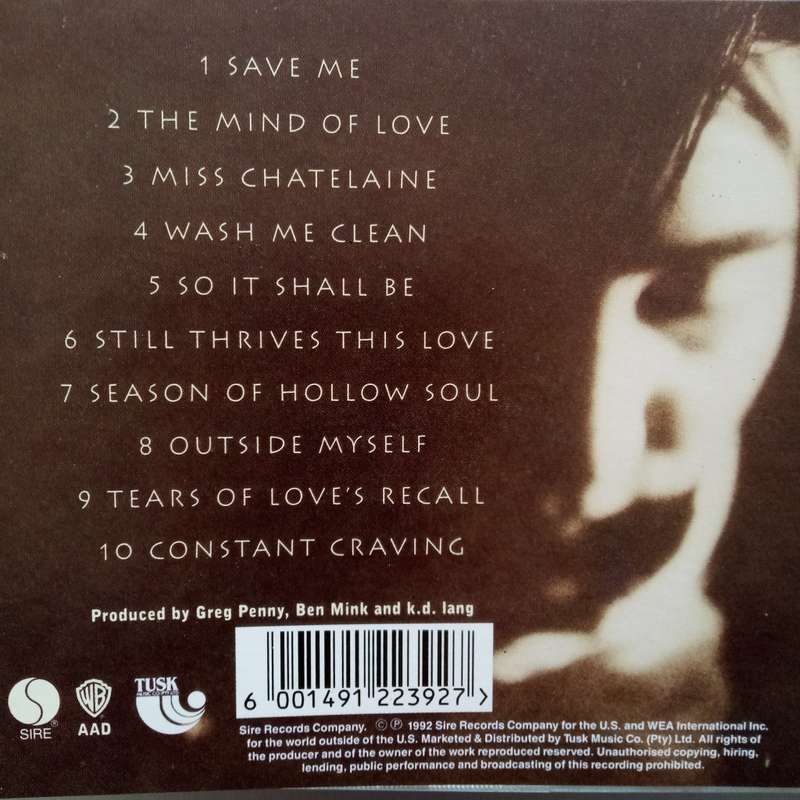 1 SAVE ME
2 THE MIND OF LOVE
3 MISS CHATELAINE
4 WASH ME CLEAN
5 SO IT SHALL BE
6 STILL THRIVES THIS LOVE
7 SEASON OF HOLLOW SOUL
8 OUTSIDE MYSELF
9 TEARS OF LOVE'S RECALL
10 CONSTANT CRAVING
Produced by Greg Penny, Ben Mink and k.d. lang
6 001491 223927 >
SIRE®
WB
AAD
TUSK
Sire Records Company. © ℗ 1992 Sire Records Company for the U.S. and WEA International Inc.
for the world outside of the U.S. Marketed & Distributed by Tusk Music Co. (Pty) Ltd. All rights of
the producer and of the owner of the work reproduced reserved. Unauthorised copying, hiring,
lending, public performance and broadcasting of this recording prohibited.